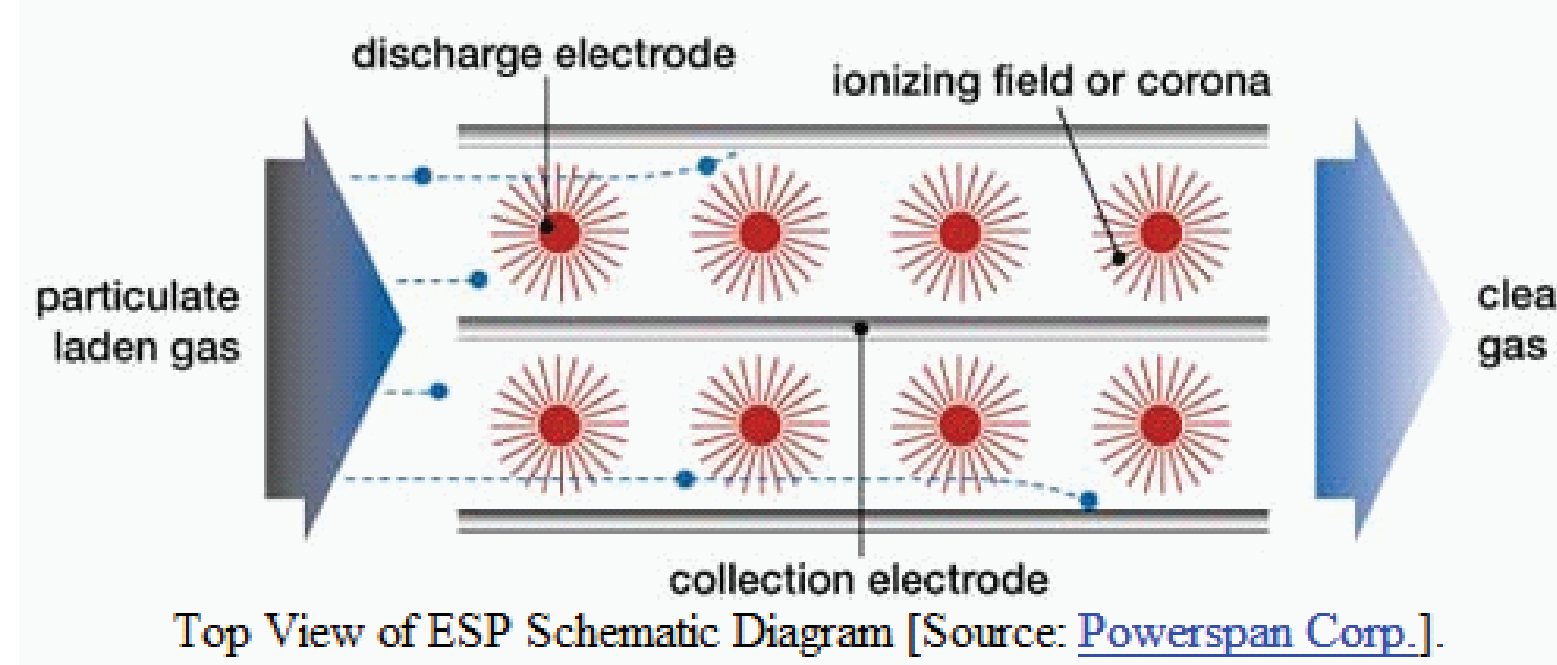 discharge electrode
ionizing field or corona
particulate
laden gas
clea
gas
collection electrode
Top View of ESP Schematic Diagram [Source: Powerspan Corp.].